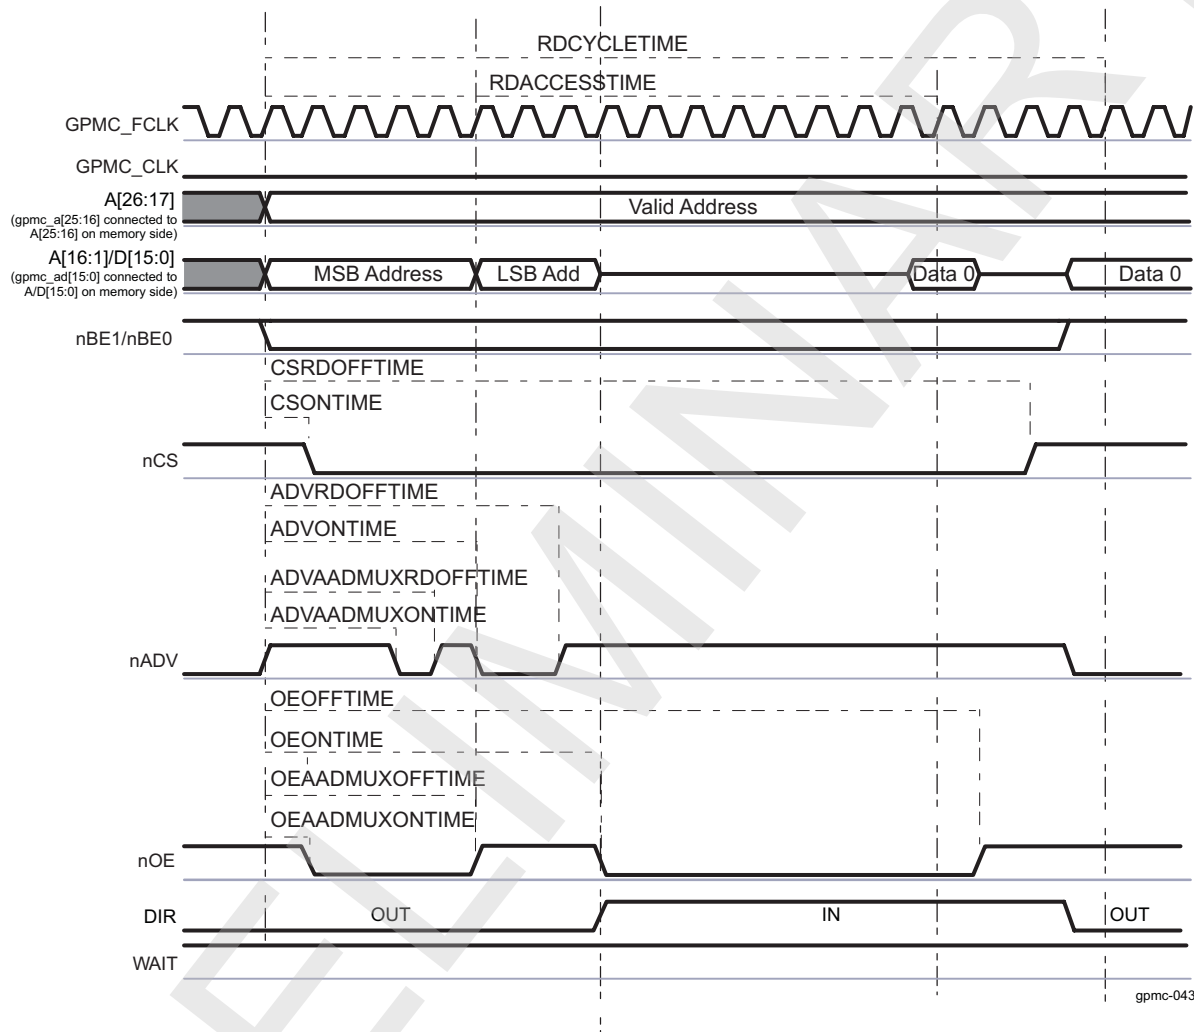 RDCYCLETIME
RDACCESSTIME
GPMC_FCLK
GPMC_CLK
A[26:17]
(gpmc_a[25:16] connected to
A[25:16] on memory side)
Valid Address
A[16:1]/D[15:0]
(gpmc_ad[15:0] connected to
A/D[15:0] on memory side)
MSB Address
LSB Add
Data 0
Data 0
nBE1/nBE0
CSRDOFFTIME
CSONTIME
nCS
ADVRDOFFTIME
ADVONTIME
ADVAADMUXRDOFFTIME
ADVAADMUXONTIME
nADV
OEOFFTIME
OEONTIME
OEAADMUXOFFTIME
OEAADMUXONTIME
nOE
DIR
OUT
IN
OUT
WAIT
gpmc-043
ELIMINAR